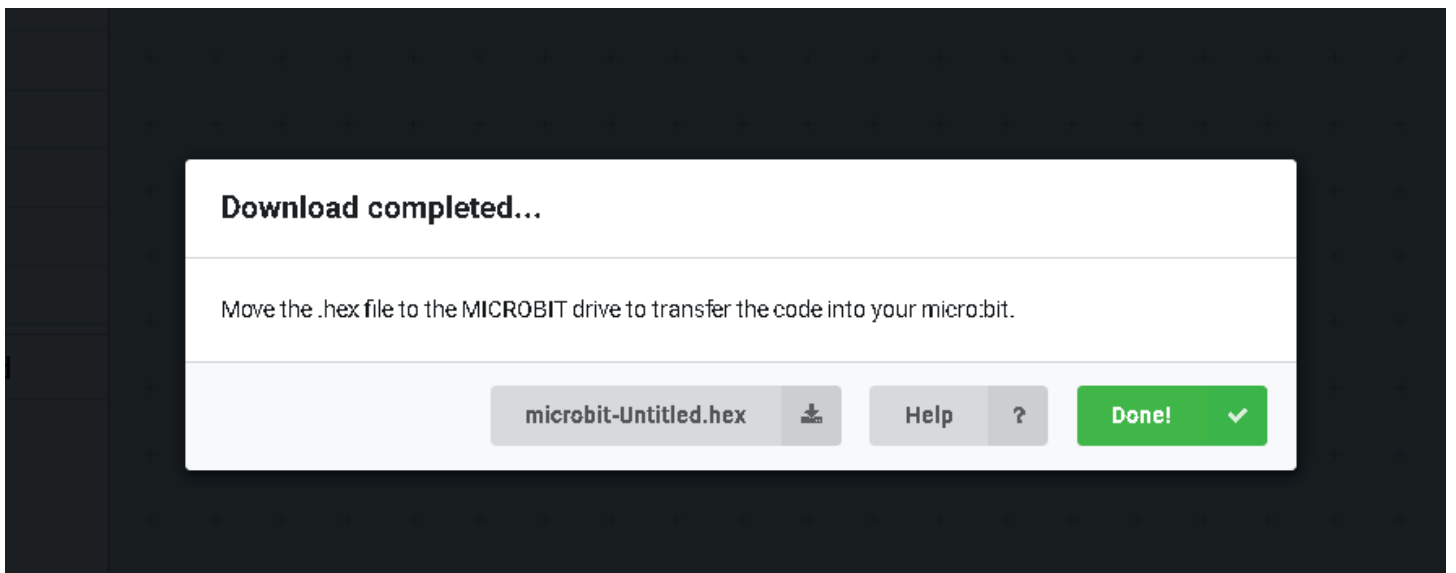 Download completed...
Move the .hex file to the MICROBIT drive to transfer the code into your micro:bit.
microbit-Untitled.hex
Help ?
Done!